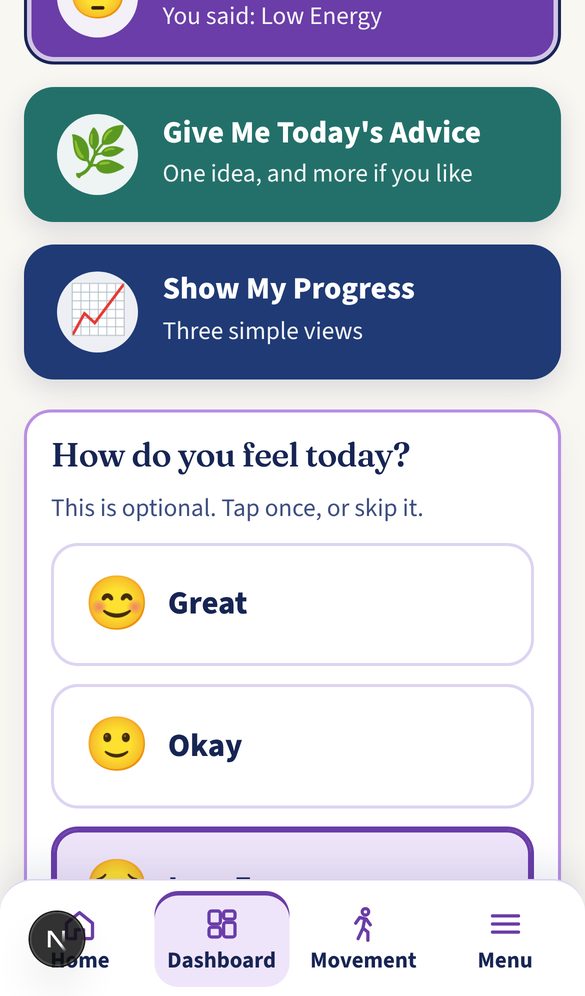 You said: Low Energy
Give Me Today's Advice
One idea, and more if you like
Show My Progress
Three simple views
How do you feel today?
This is optional. Tap once, or skip it.
Great
Okay
N
Home
Dashboard
Movement
Menu